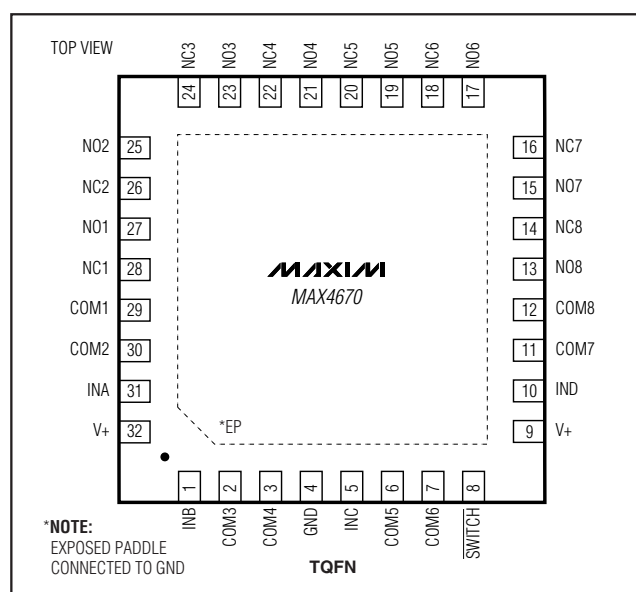 TOP VIEW
NC3 NO3 NC4 NO4 NC5 NO5 NC6 NO6
24 23 22 21 20 19 18 17
NO2 25
NC2 26
NO1 27
NC1 28
COM1 29
COM2 30
INA 31
V+ 32
16 NC7
15 NO7
14 NC8
13 NO8
12 COM8
11 COM7
10 IND
9 V+
MAXIM
MAX4670
*EP
1 2 3 4 5 6 7 8
INB COM3 COM4 GND INC COM5 COM6 SWITCH
*NOTE:
EXPOSED PADDLE
CONNECTED TO GND
TQFN